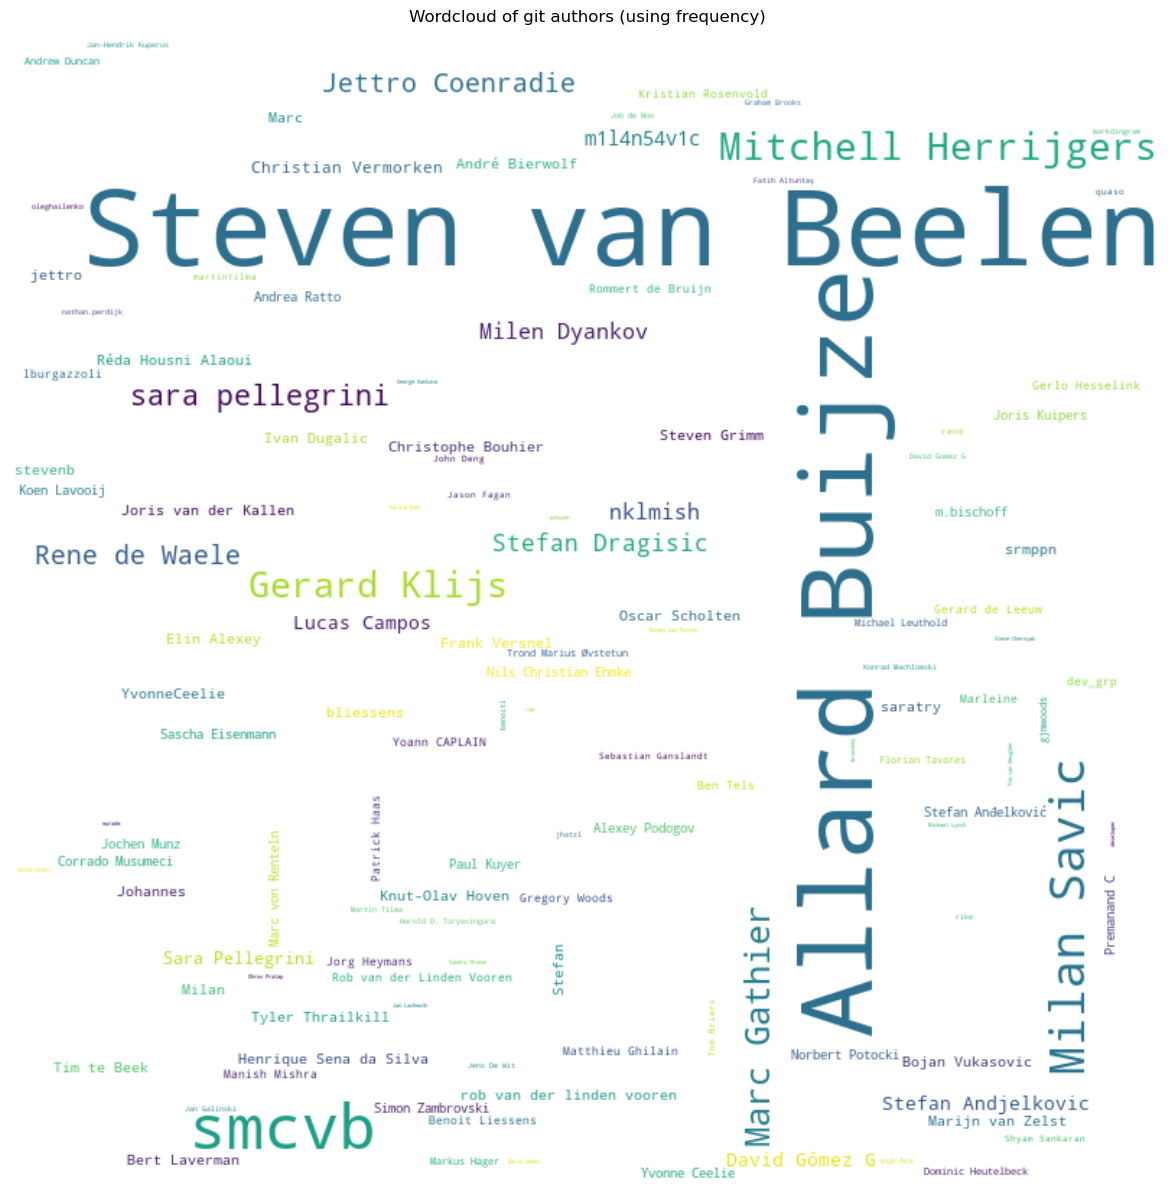 Wordcloud of git authors (using frequency)
Jan-Hendrik Kuperus
Andrew Duncan
Jettro Coenradie
Kristian Rosenvold
Graham Brooks
Marc
Job de Noo
m1l4n54v1c
markdingram
Mitchell Herrijgers
Christian Vermorken
André Bierwolf
Fatih Altuntaş
quaso
oleghailenko
Steven van Beelen
jettro
martintilma
Rommert de Bruijn
Andrea Ratto
nathan.perdijk
Milen Dyankov
Réda Housni Alaoui
lburgazzoli
sara pellegrini
Gerlo Hesselink
Joris Kuipers
Allard Buijze
Ivan Dugalic
Christophe Bouhier
Steven Grimm
rene
John Deng
David Gomez G
stevenb
Koen Lavooij
Jason Fagan
Joris van der Kallen
nklmish
m.bischoff
Rene de Waele
Stefan Dragisic
srmppn
Gerard Klijs
Lucas Campos
Oscar Scholten
Gerard de Leeuw
Michael Leuthold
Elin Alexey
Frank Versnel
Trond Marius Øvstetun
Konrad Machlowski
Nils Christian Ehmke
dev_grp
YvonneCeelie
Marleine
saratry
bliessens
benoitl
gjmwoods
Sascha Eisenmann
Yoann CAPLAIN
Sebastian Ganslandt
Florian Tavares
Ben Tels
Milan Savic
Stefan Anđelković
Michael Lynch
Patrick Haas
jhatzl
Alexey Podogov
developer
Jochen Munz
Corrado Musumeci
Marc von Renteln
Paul Kuyer
Johannes
Knut-Olav Hoven
Gregory Woods
Premanand C
Martin Tilma
Harold D. Turyasingura
rike
Marc Gathier
Sara Pellegrini
Jorg Heymans
Stefan
Rob van der Linden Vooren
Milan
Tyler Thrailkill
Tom Briers
Matthieu Ghilain
Norbert Potocki
Henrique Sena da Silva
Bojan Vukasovic
Tim te Beek
Manish Mishra
Jens De Wit
rob van der linden vooren
Stefan Andjelkovic
Jan Galinski
Simon Zambrovski
smcvb
Benoit Liessens
Marijn van Zelst
Shyam Sankaran
Bert Laverman
Markus Hager
David Gómez G
snyk-bot
Yvonne Ceelie
Dominic Heutelbeck